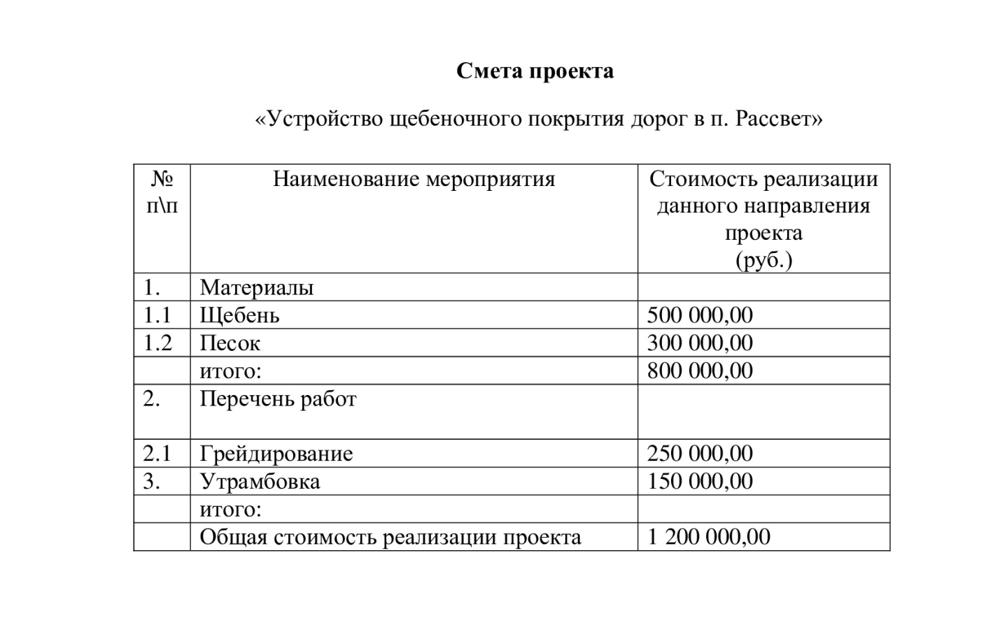 Смета проекта
«Устройство щебеночного покрытия дорог в п. Рассвет»
№ п\п Наименование мероприятия Стоимость реализации данного направления проекта (руб.)
1. Материалы
1.1 Щебень 500 000,00
1.2 Песок 300 000,00
итого: 800 000,00
2. Перечень работ
2.1 Грейдирование 250 000,00
3. Утрамбовка 150 000,00
итого:
Общая стоимость реализации проекта 1 200 000,00